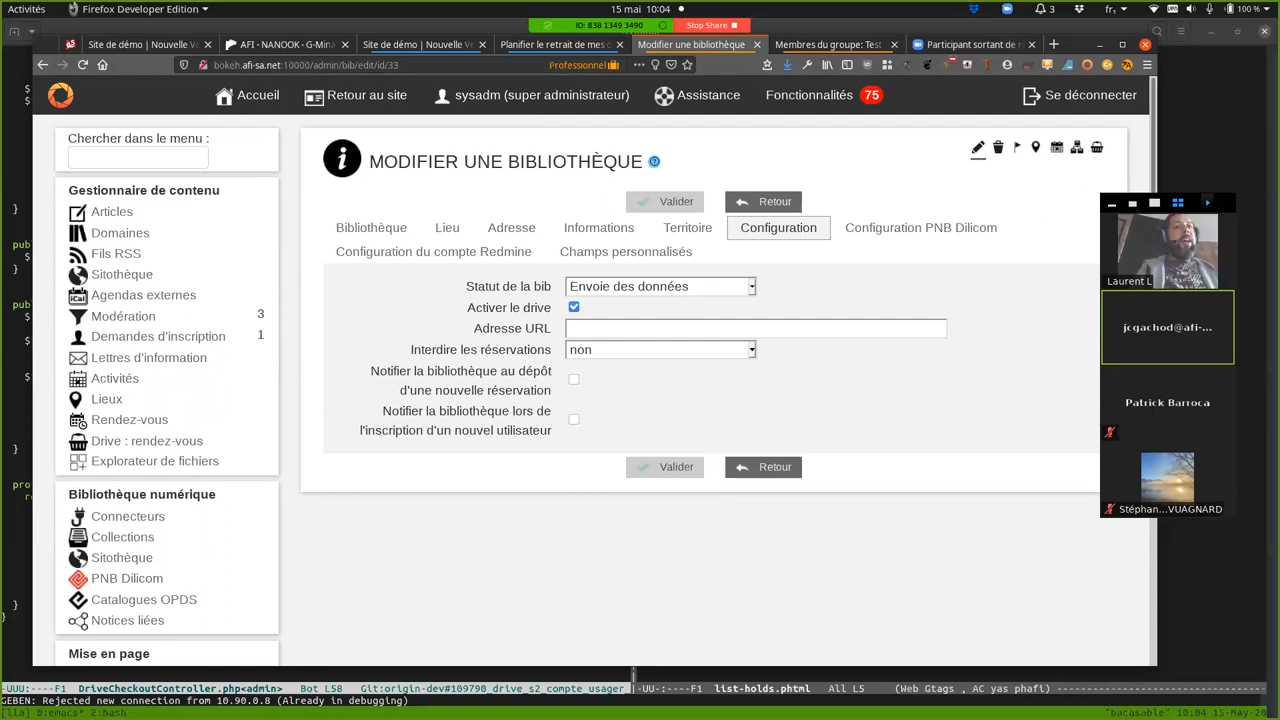 Activités
Firefox Developer Edition
15 mai 10:04
3
fr₁
100 %
ID: 838 1349 3490
Stop Share
Site de démo | Nouvelle V
AFI - NANOOK - G-Mina
Site de démo | Nouvelle Ve
Planifier le retrait de mes
Modifier une bibliothèque
Membres du groupe: Test
Participant sortant de
bokeh.afi-sa.net:10000/admin/bib/edit/id/33
Professionnel
Accueil
Retour au site
sysadm (super administrateur)
Assistance
Fonctionnalités 75
Se déconnecter
Chercher dans le menu :
Gestionnaire de contenu
Articles
Domaines
Fils RSS
Sitothèque
Agendas externes
Modération 3
Demandes d'inscription 1
Lettres d'information
Activités
Lieux
Rendez-vous
Drive : rendez-vous
Explorateur de fichiers
Bibliothèque numérique
Connecteurs
Collections
Sitothèque
PNB Dilicom
Catalogues OPDS
Notices liées
Mise en page
MODIFIER UNE BIBLIOTHÈQUE
Valider
Retour
Bibliothèque
Lieu
Adresse
Informations
Territoire
Configuration
Configuration PNB Dilicom
Configuration du compte Redmine
Champs personnalisés
Statut de la bib
Envoie des données
Activer le drive
Adresse URL
Interdire les réservations
non
Notifier la bibliothèque au dépôt
d'une nouvelle réservation
Notifier la bibliothèque lors de
l'inscription d'un nouvel utilisateur
Valider
Retour
Laurent L
jcgachod@afi-...
Patrick Barroca
Stéphan...VUAGNARD
-UUU:----F1 DriveCheckoutController.php<admin> Bot L58 Git:origin-dev#109790_drive_s2_compte_usager
-UU-:----F1 list-holds.phtml All L5 (Web Gtags , AC yas phafi)
GEBEN: Rejected new connection from 10.90.0.8 (Already in debugging)
[lla] 0:emacs* 2:bash
"bacasable" 10:04 15-May-20